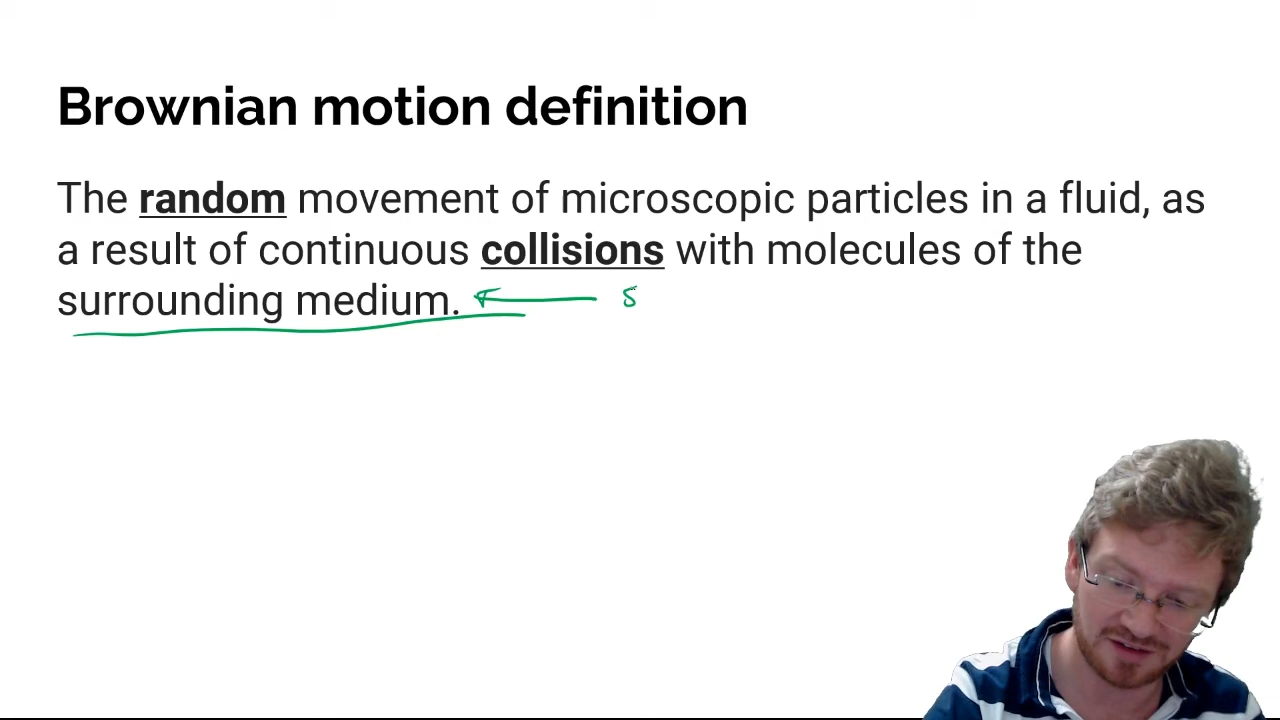 Brownian motion definition
The random movement of microscopic particles in a fluid, as
a result of continuous collisions with molecules of the
surrounding medium.